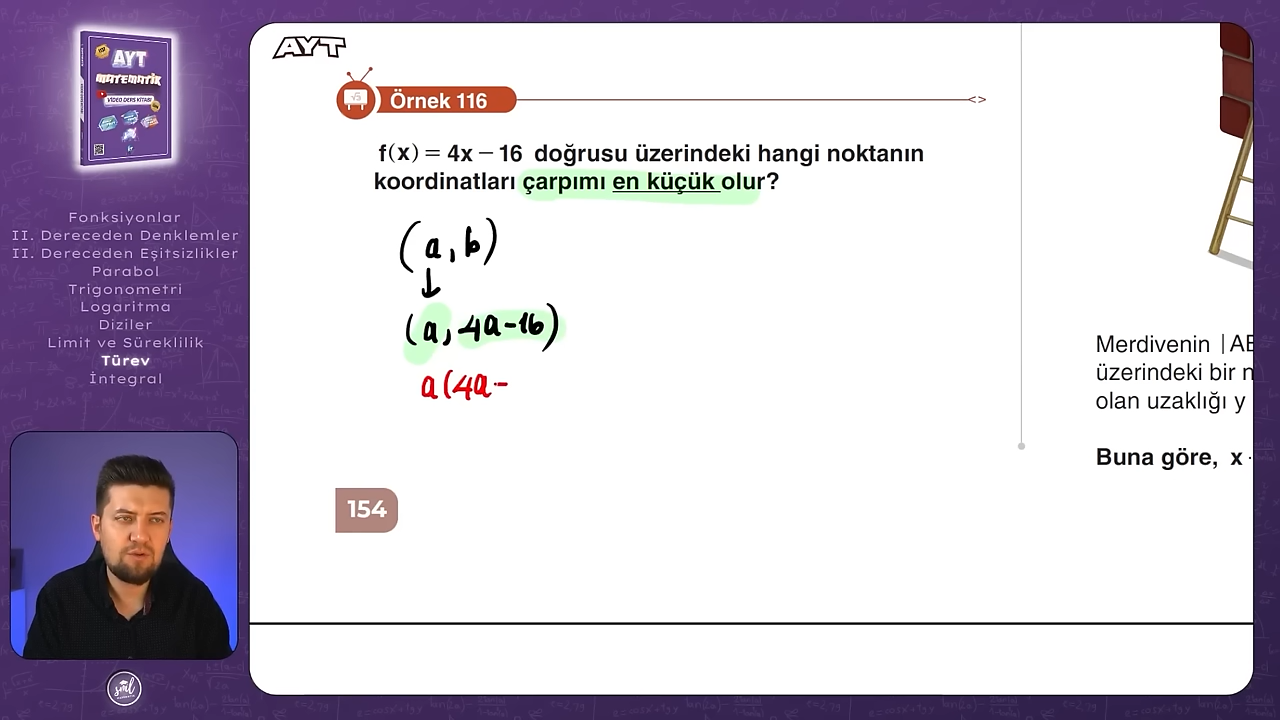 AYT
MATEMATİK
VİDEO DERS KİTABI
Fonksiyonlar
II. Dereceden Denklemler
II. Dereceden Eşitsizlikler
Parabol
Trigonometri
Logaritma
Diziler
Limit ve Süreklilik
Türev
İntegral
sml
AYT
Örnek 116
f(x) = 4x − 16 doğrusu üzerindeki hangi noktanın
koordinatları çarpımı en küçük olur?
(a, b)
↓
(a, 4a-16)
a(4a-
154
Merdivenin |AB
üzerindeki bir n
olan uzaklığı y
Buna göre, x ·